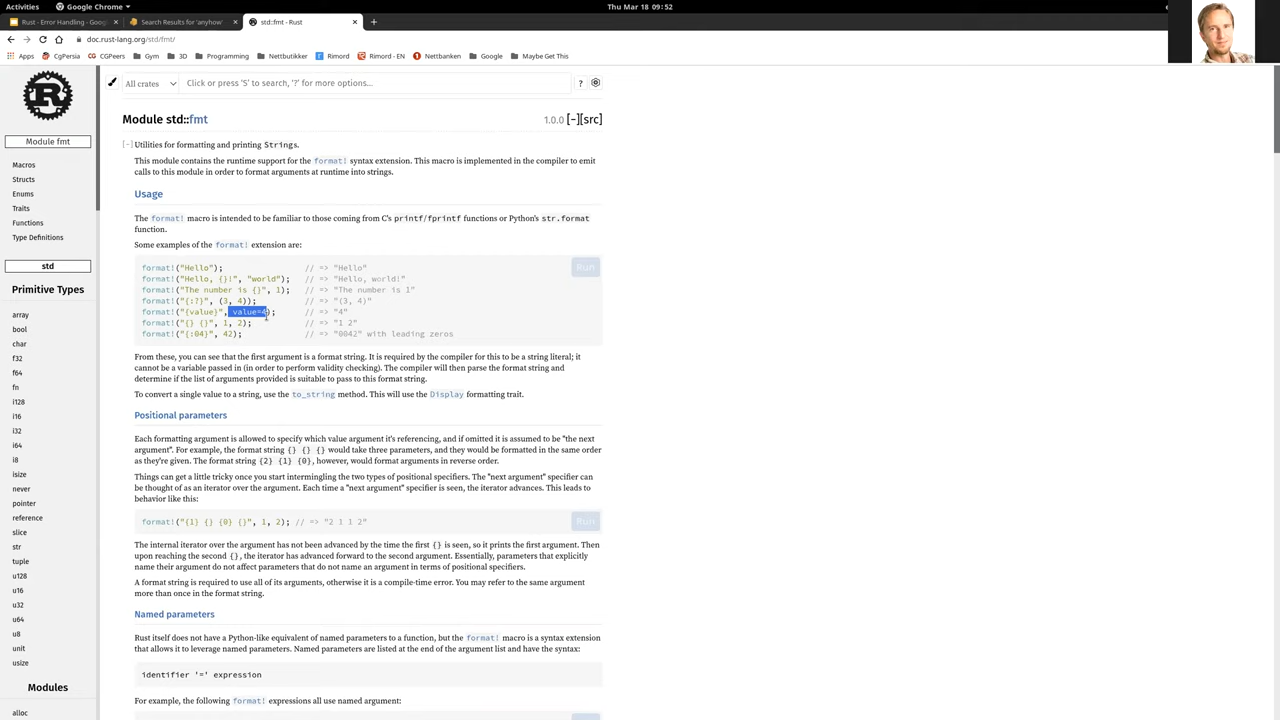 Activities
Google Chrome
Thu Mar 18 09:52
Rust - Error Handling - Goog
Search Results for 'anyhow'
std::fmt - Rust
doc.rust-lang.org/std/fmt/
Apps
CgPersia
CGPeers
Gym
3D
Programming
Nettbutikker
Rimord
Rimord - EN
Nettbanken
Google
Maybe Get This
All crates
Click or press 'S' to search, '?' for more options…
?
Module fmt
Macros
Structs
Enums
Traits
Functions
Type Definitions
std
Primitive Types
array
bool
char
f32
f64
fn
i128
i16
i32
i64
i8
isize
never
pointer
reference
slice
str
tuple
u128
u16
u32
u64
u8
unit
usize
Modules
alloc
Module std::fmt
1.0.0 [-][src]
[-] Utilities for formatting and printing Strings.
This module contains the runtime support for the format! syntax extension. This macro is implemented in the compiler to emit
calls to this module in order to format arguments at runtime into strings.
Usage
The format! macro is intended to be familiar to those coming from C's printf/fprintf functions or Python's str.format
function.
Some examples of the format! extension are:
Run
format!("Hello");                 // => "Hello"
format!("Hello, {}!", "world");   // => "Hello, world!"
format!("The number is {}", 1);   // => "The number is 1"
format!("{:?}", (3, 4));          // => "(3, 4)"
format!("{value}", value=4);      // => "4"
format!("{} {}", 1, 2);           // => "1 2"
format!("{:04}", 42);             // => "0042" with leading zeros
From these, you can see that the first argument is a format string. It is required by the compiler for this to be a string literal; it
cannot be a variable passed in (in order to perform validity checking). The compiler will then parse the format string and
determine if the list of arguments provided is suitable to pass to this format string.
To convert a single value to a string, use the to_string method. This will use the Display formatting trait.
Positional parameters
Each formatting argument is allowed to specify which value argument it's referencing, and if omitted it is assumed to be "the next
argument". For example, the format string {} {} {} would take three parameters, and they would be formatted in the same order
as they're given. The format string {2} {1} {0}, however, would format arguments in reverse order.
Things can get a little tricky once you start intermingling the two types of positional specifiers. The "next argument" specifier
can be thought of as an iterator over the argument. Each time a "next argument" specifier is seen, the iterator advances. This leads to
behavior like this:
format!("{1} {} {0} {}", 1, 2); // => "2 1 1 2"
Run
The internal iterator over the argument has not been advanced by the time the first {} is seen, so it prints the first argument. Then
upon reaching the second {}, the iterator has advanced forward to the second argument. Essentially, parameters that explicitly
name their argument do not affect parameters that do not name an argument in terms of positional specifiers.
A format string is required to use all of its arguments, otherwise it is a compile-time error. You may refer to the same argument
more than once in the format string.
Named parameters
Rust itself does not have a Python-like equivalent of named parameters to a function, but the format! macro is a syntax extension
that allows it to leverage named parameters. Named parameters are listed at the end of the argument list and have the syntax:
identifier '=' expression
For example, the following format! expressions all use named argument: